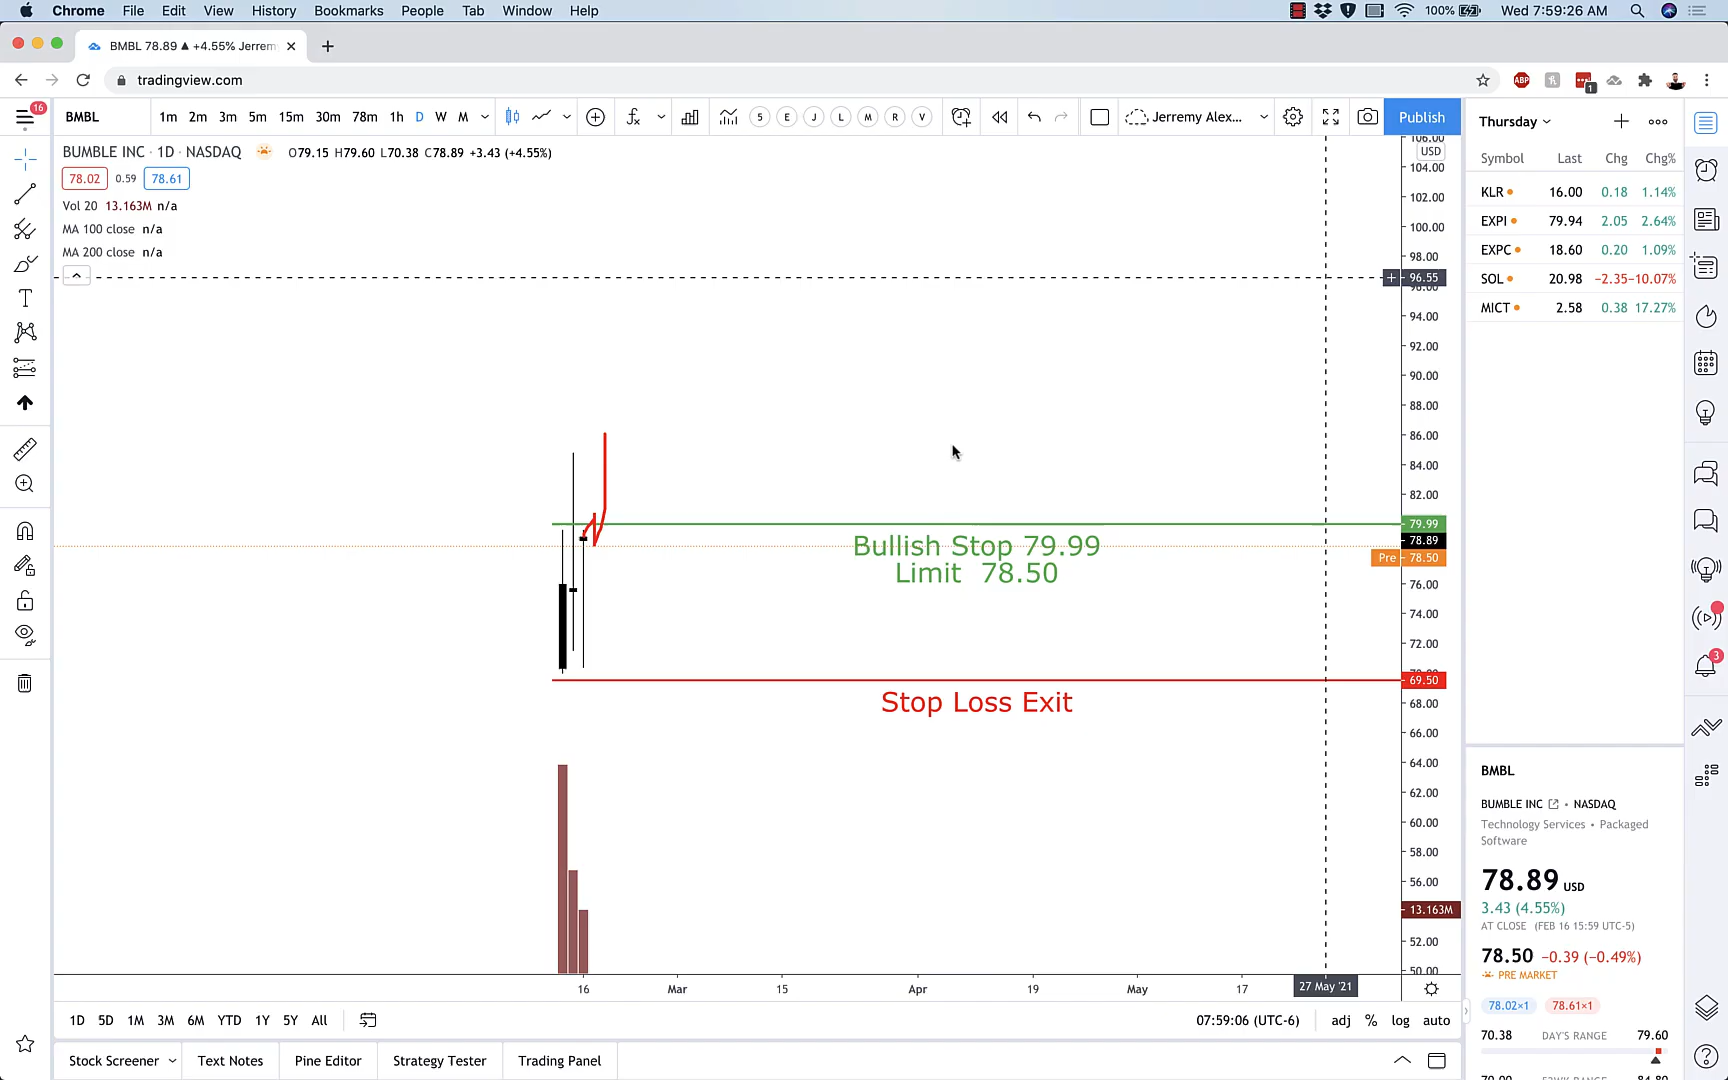 Chrome File Edit View History Bookmarks People Tab Window Help 100% Wed 7:59:26 AM
BMBL 78.89 ▲ +4.55% Jerrem
tradingview.com
ABP 1
16
BMBL 1m 2m 3m 5m 15m 30m 78m 1h D W M 5 E J L M R V Jerremy Alex... Publish
BUMBLE INC · 1D · NASDAQ O79.15 H79.60 L70.38 C78.89 +3.43 (+4.55%)
78.02 0.59 78.61
Vol 20 13.163M n/a
MA 100 close n/a
MA 200 close n/a
106.00
USD
104.00
102.00
100.00
98.00
96.55
96.00
94.00
92.00
90.00
88.00
86.00
84.00
82.00
79.99
78.89
Pre 78.50
76.00
74.00
72.00
69.50
68.00
66.00
64.00
62.00
60.00
58.00
56.00
13.163M
52.00
50.00
Bullish Stop 79.99
Limit 78.50
Stop Loss Exit
16 Mar 15 Apr 19 May 17 27 May '21
1D 5D 1M 3M 6M YTD 1Y 5Y All 07:59:06 (UTC-6) adj % log auto
Stock Screener Text Notes Pine Editor Strategy Tester Trading Panel
Thursday
Symbol Last Chg Chg%
KLR 16.00 0.18 1.14%
EXPI 79.94 2.05 2.64%
EXPC 18.60 0.20 1.09%
SOL 20.98 −2.35 −10.07%
MICT 2.58 0.38 17.27%
3
BMBL
BUMBLE INC • NASDAQ
Technology Services • Packaged
Software
78.89 USD
3.43 (4.55%)
AT CLOSE (FEB 16 15:59 UTC-5)
78.50 −0.39 (−0.49%)
PRE MARKET
78.02×1 78.61×1
70.38 DAY'S RANGE 79.60